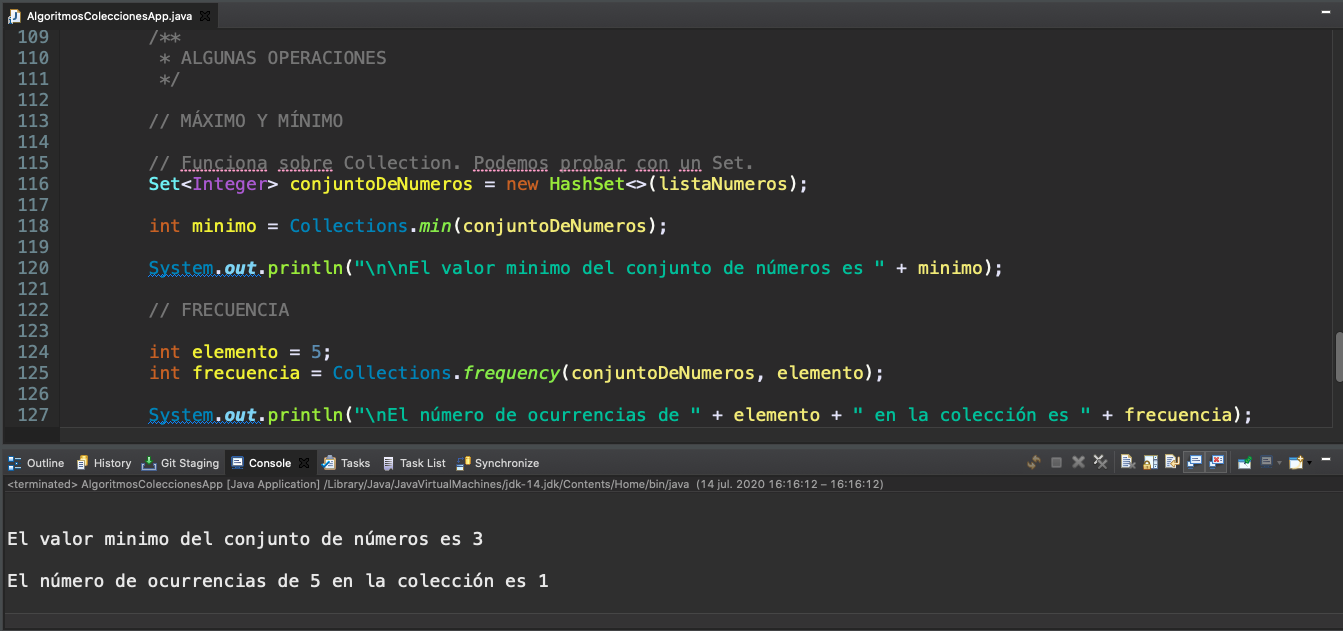 AlgoritmosColeccionesApp.java
109 /**
110 * ALGUNAS OPERACIONES
111 */
112
113 // MÁXIMO Y MÍNIMO
114
115 // Funciona sobre Collection. Podemos probar con un Set.
116 Set<Integer> conjuntoDeNumeros = new HashSet<>(listaNumeros);
117
118 int minimo = Collections.min(conjuntoDeNumeros);
119
120 System.out.println("\n\nEl valor minimo del conjunto de números es " + minimo);
121
122 // FRECUENCIA
123
124 int elemento = 5;
125 int frecuencia = Collections.frequency(conjuntoDeNumeros, elemento);
126
127 System.out.println("\nEl número de ocurrencias de " + elemento + " en la colección es " + frecuencia);
Outline History Git Staging Console Tasks Task List Synchronize
<terminated> AlgoritmosColeccionesApp [Java Application] /Library/Java/JavaVirtualMachines/jdk-14.jdk/Contents/Home/bin/java (14 jul. 2020 16:16:12 – 16:16:12)
El valor minimo del conjunto de números es 3
El número de ocurrencias de 5 en la colección es 1